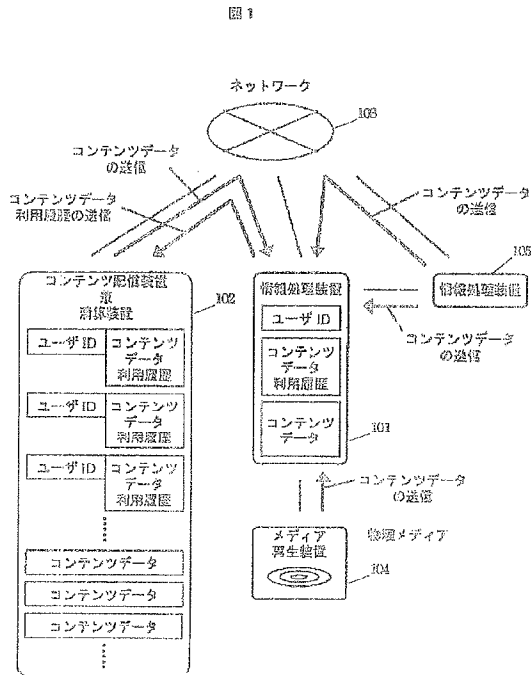 図1
ネットワーク
103
コンテンツデータ
の送信
コンテンツデータ
利用履歴の送信
コンテンツデータ
の送信
105
情報処理装置
コンテンツデータ
の送信
コンテンツ配信装置
102
ユーザID
コンテンツ
データ
利用履歴
ユーザID
コンテンツ
データ
利用履歴
ユーザID
コンテンツ
データ
利用履歴
コンテンツデータ
コンテンツデータ
コンテンツデータ
情報処理装置
ユーザID
コンテンツ
データ
利用履歴
コンテンツ
データ
101
コンテンツデータ
の送信
メディア
再生装置
物理メディア
104